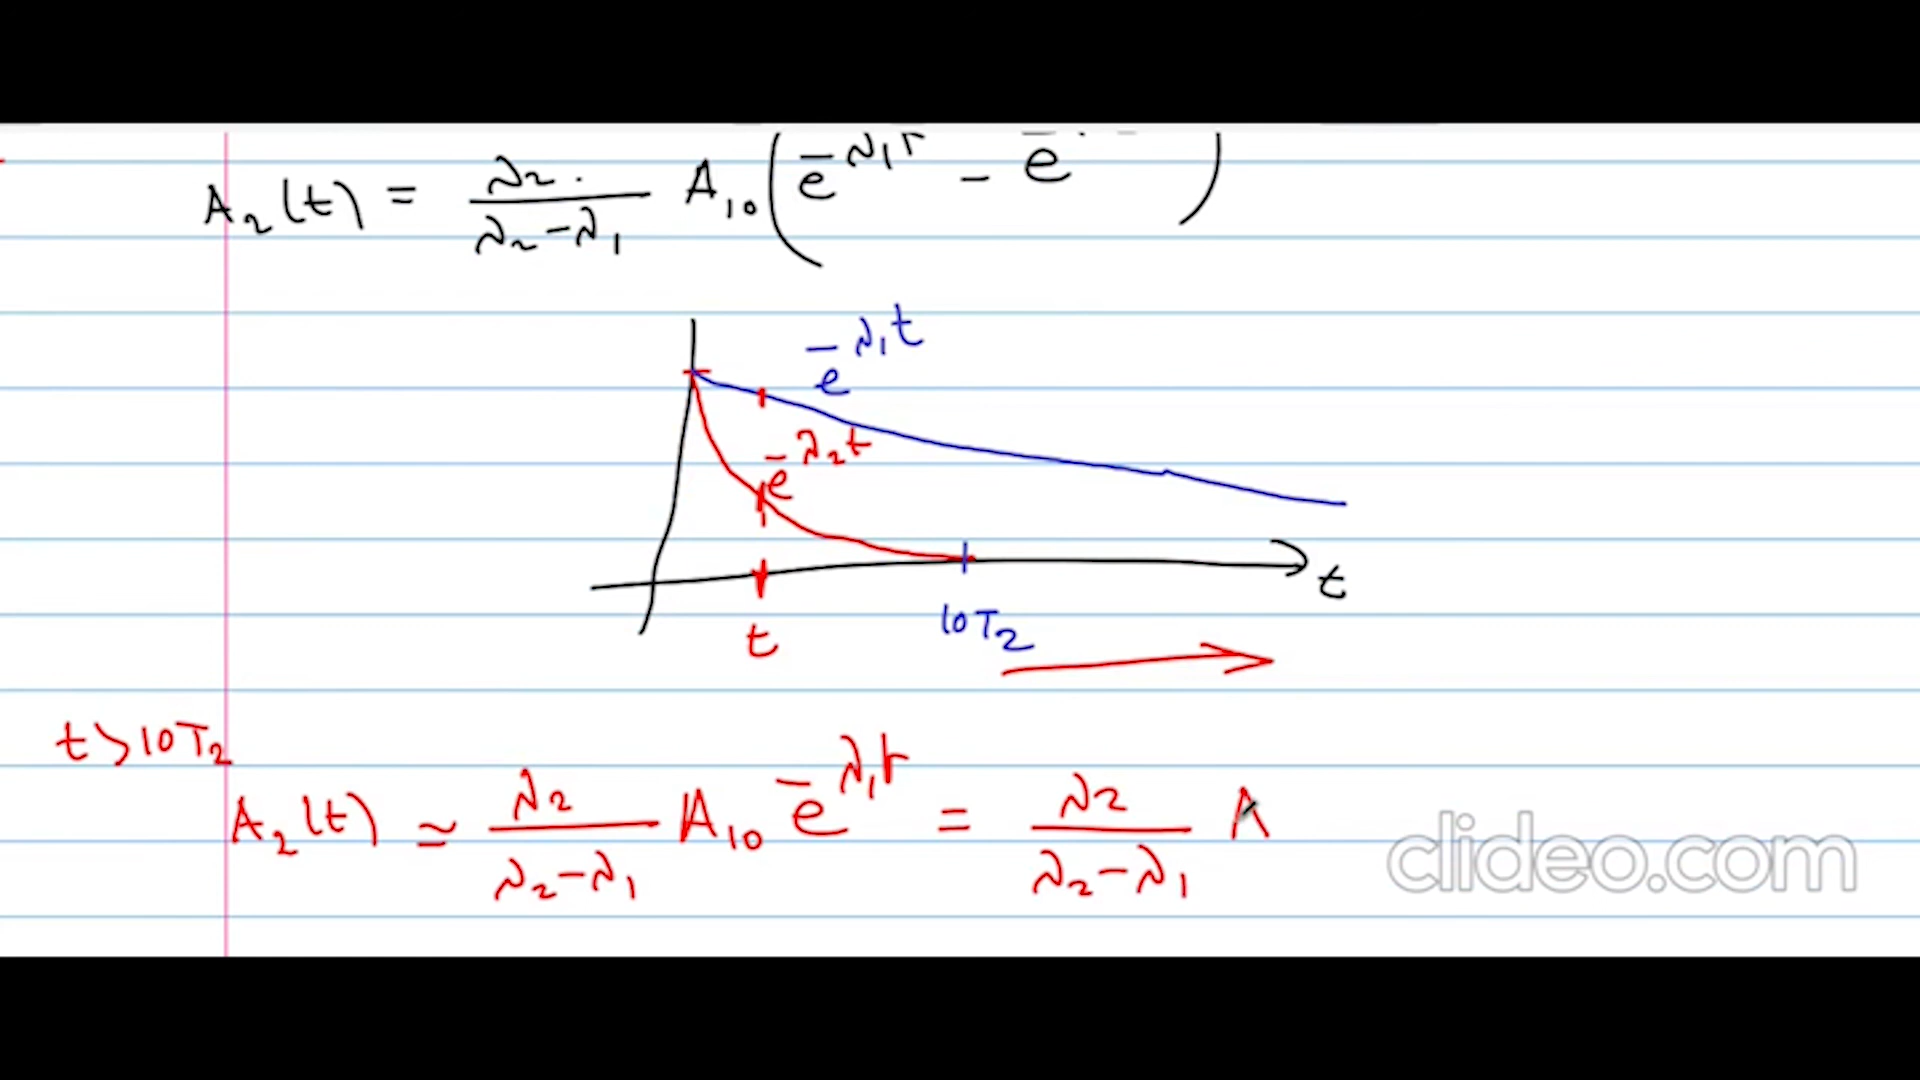 A₂(t) = λ₂/(λ₂-λ₁) A₁₀ (e^-λ₁t - e^-
e^-λ₁t
e^-λ₂t
t
t
10T₂
t>10T₂
A₂(t) ≃ λ₂/(λ₂-λ₁) A₁₀ e^-λ₁t = λ₂/(λ₂-λ₁) A
clideo.com